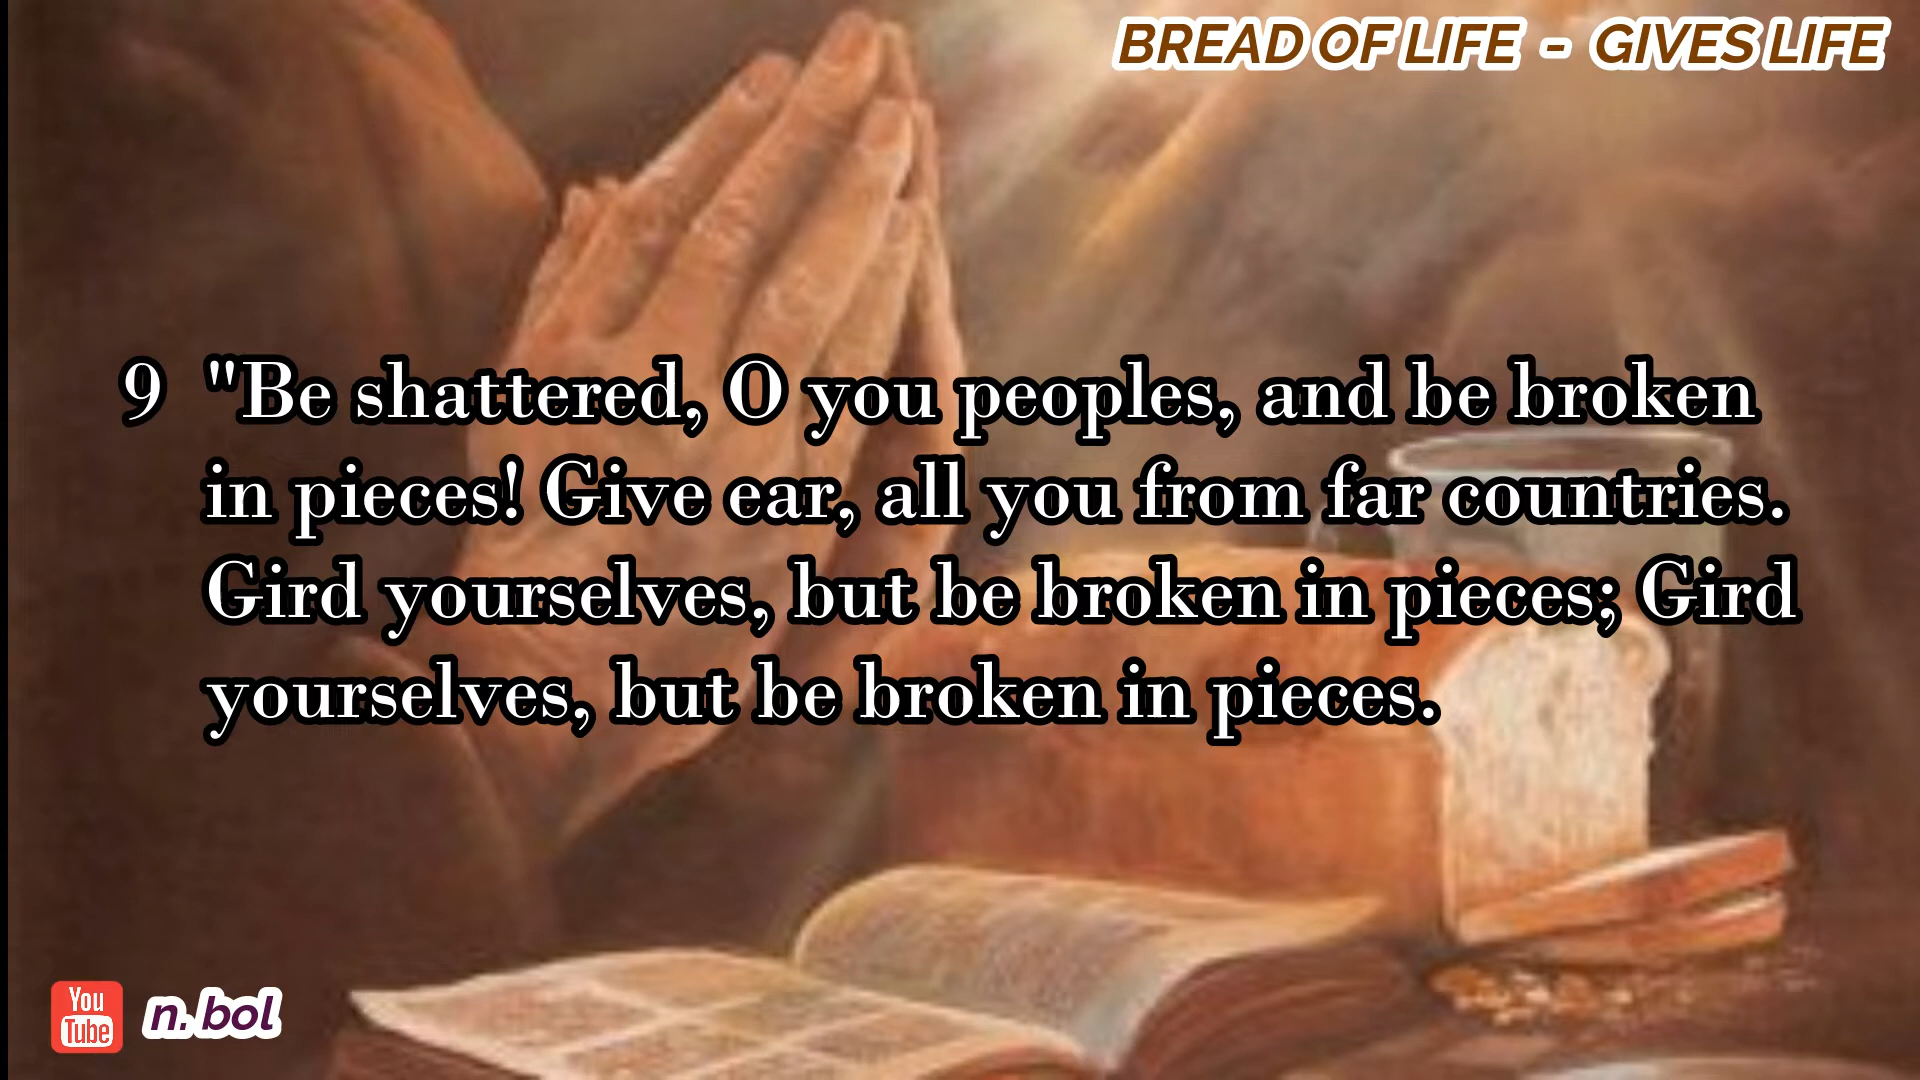 BREAD OF LIFE - GIVES LIFE
9 "Be shattered, O you peoples, and be broken
in pieces! Give ear, all you from far countries.
Gird yourselves, but be broken in pieces; Gird
yourselves, but be broken in pieces.
You
Tube
n. bol